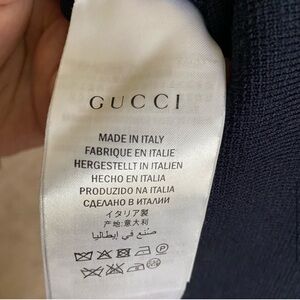 GUCCI
MADE IN ITALY
FABRIQUE EN ITALIE
HERGESTELLT IN ITALIEN
HECHO EN ITALIA
PRODUZIDO NA ITALIA
СДЕЛАНО В ИТАЛИИ
イタリア製
产地:意大利
صنع في إيطاليا